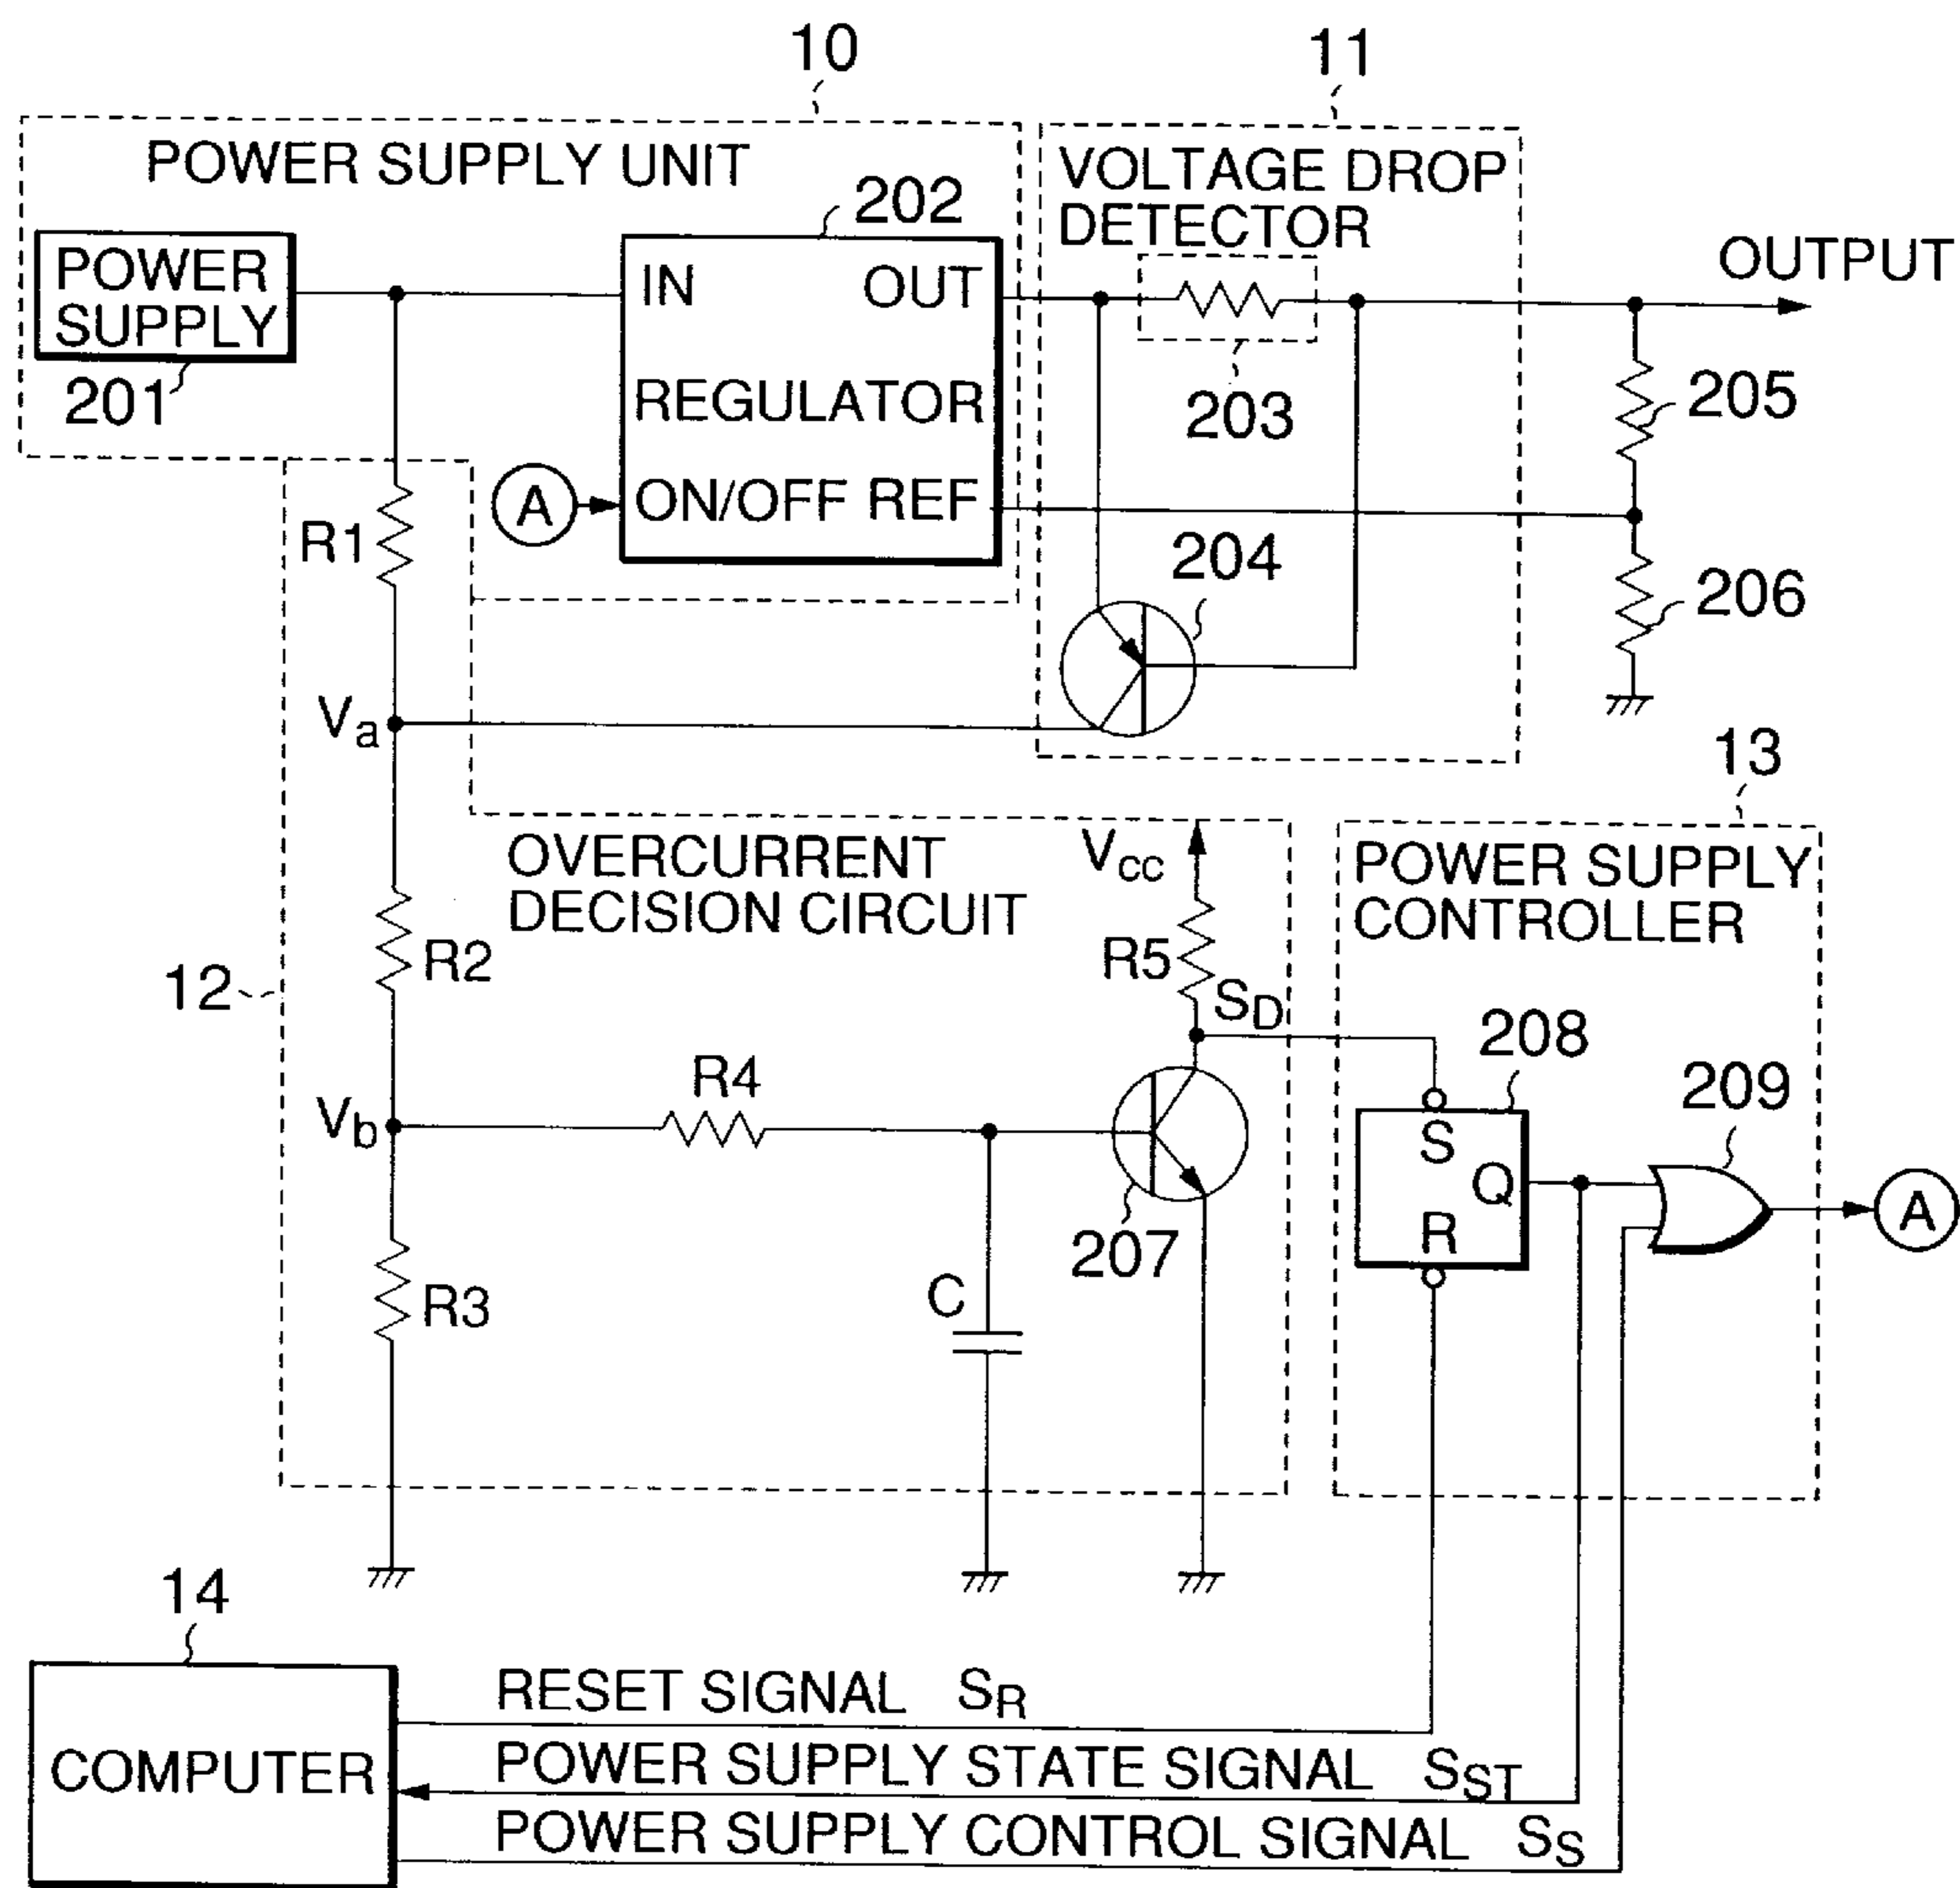 10
11
POWER SUPPLY UNIT
VOLTAGE DROP
DETECTOR
202
POWER
SUPPLY
201
IN
OUT
REGULATOR
ON/OFF
REF
A
203
OUTPUT
205
R1
204
206
Va
13
OVERCURRENT
DECISION CIRCUIT
Vcc
POWER SUPPLY
CONTROLLER
12
R2
R5
SD
208
R4
209
Vb
S
Q
R
A
207
R3
C
14
COMPUTER
RESET SIGNAL SR
POWER SUPPLY STATE SIGNAL SST
POWER SUPPLY CONTROL SIGNAL SS